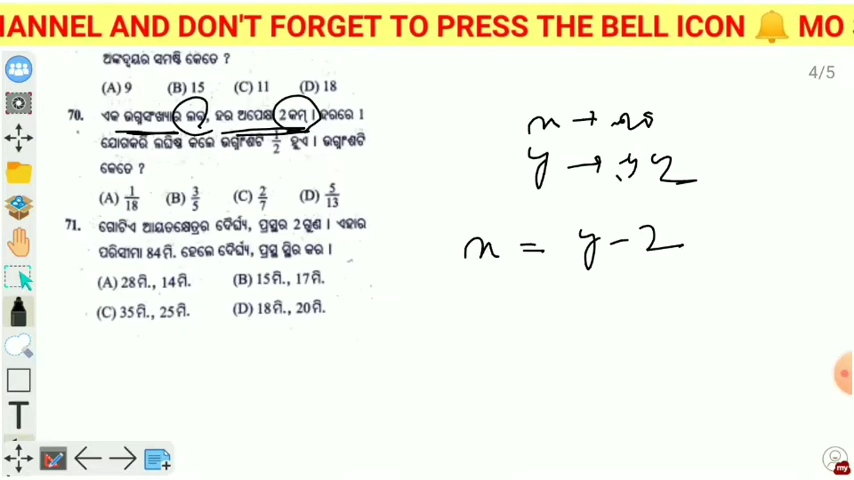 HANNEL AND DON'T FORGET TO PRESS THE BELL ICON 🔔 MO S
4/5
ଅଙ୍କଦ୍ୱୟର ସମଷ୍ଟି କେତେ ?
(A) 9 (B) 15 (C) 11 (D) 18
70. ଏକ ଭଗ୍ନସଂଖ୍ୟାର ଲବ, ହର ଅପେକ୍ଷା 2 କମ୍ । ହରରେ 1
ଯୋଗକରି ଲଘିଷ୍ଠ କଲେ ଭଗ୍ନାଂଶଟି 1/2 ହୁଏ । ଭଗ୍ନାଂଶଟି
କେତେ ?
(A) 1/18 (B) 3/5 (C) 2/7 (D) 5/13
71. ଗୋଟିଏ ଆୟତକ୍ଷେତ୍ରର ଦୈର୍ଘ୍ୟ, ପ୍ରସ୍ଥର 2 ଗୁଣ । ଏହାର
ପରିସୀମା 84 ମି. ହେଲେ ଦୈର୍ଘ୍ୟ, ପ୍ରସ୍ଥ ସ୍ଥିର କର ।
(A) 28 ମି., 14 ମି. (B) 15 ମି., 17 ମି.
(C) 35 ମି., 25 ମି. (D) 18 ମି., 20 ମି.
x →
y → 2
x = y - 2
T
my